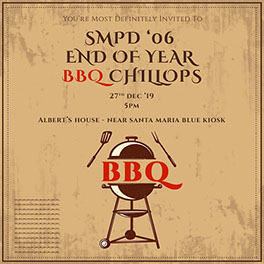 You're Most Definitely Invited To
SMPD '06
END OF YEAR
BBQ CHILLOPS
27TH DEC '19
5PM
Albert's House - near Santa Maria Blue Kiosk
BBQ